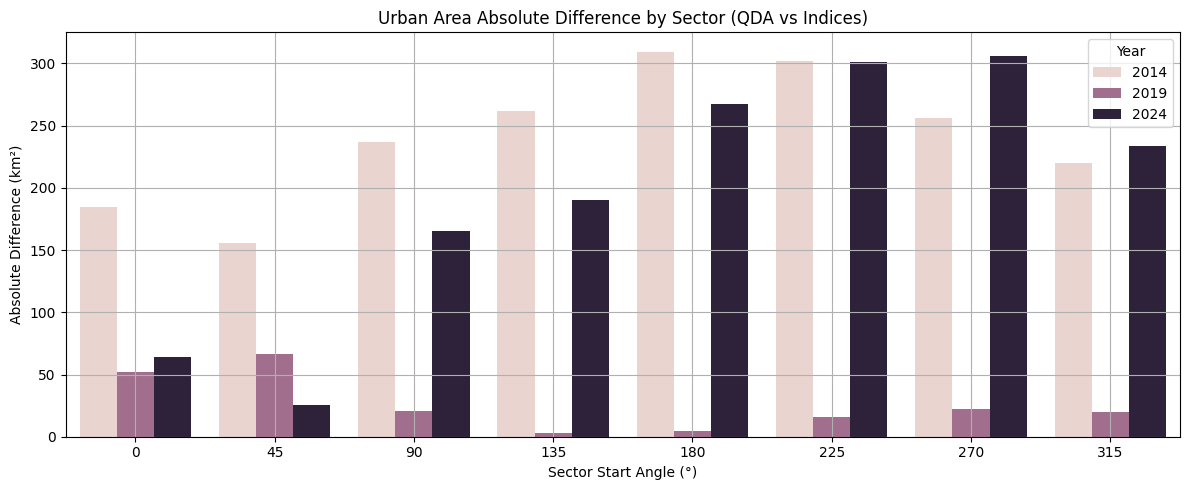 Urban Area Absolute Difference by Sector (QDA vs Indices)
Absolute Difference (km²)
300
250
200
150
100
50
0
Year
2014
2019
2024
0 45 90 135 180 225 270 315
Sector Start Angle (°)